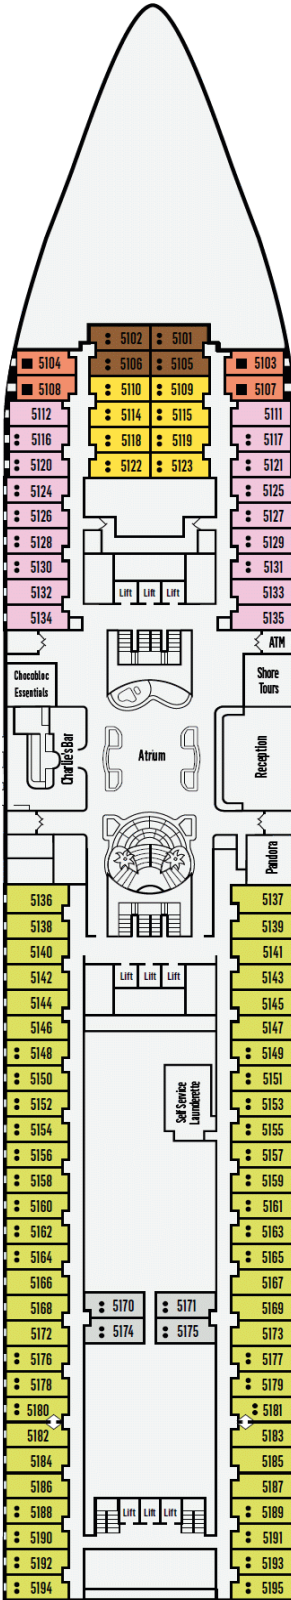 5102 5101
5104 5106 5105 5103
5108 5110 5109 5107
5112 5114 5115 5111
5116 5118 5119 5117
5120 5122 5123 5121
5124 5125
5126 5127
5128 5129
5130 5131
5132 Lift Lift Lift 5133
5134 5135
ATM
Chocobloc
Essentials
Shore
Tours
Charlie's Bar
Atrium
Reception
Pandora
5136 5137
5138 5139
5140 5141
5142 Lift Lift Lift 5143
5144 5145
5146 5147
5148 5149
5150 5151
Self Service
Launderette
5152 5153
5154 5155
5156 5157
5158 5159
5160 5161
5162 5163
5164 5165
5166 5167
5168 5170 5171 5169
5172 5174 5175 5173
5176 5177
5178 5179
5180 5181
5182 5183
5184 5185
5186 5187
5188 Lift Lift Lift 5189
5190 5191
5192 5193
5194 5195